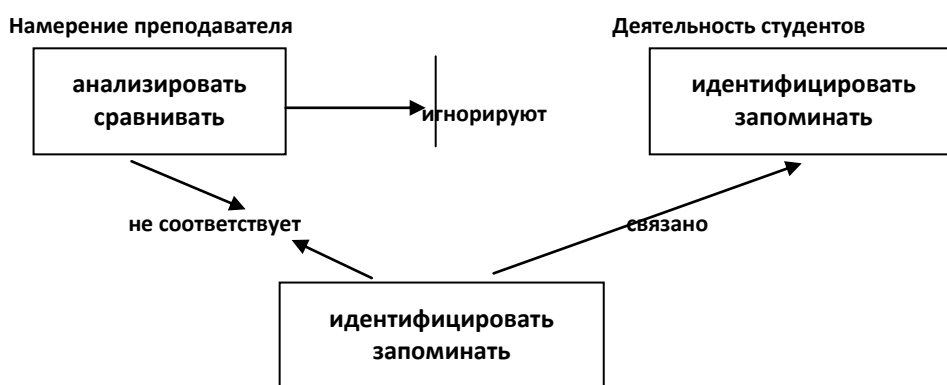 Намерение преподавателя
Деятельность студентов
анализировать
сравнивать
игнорируют
идентифицировать
запоминать
не соответствует
связано
идентифицировать
запоминать